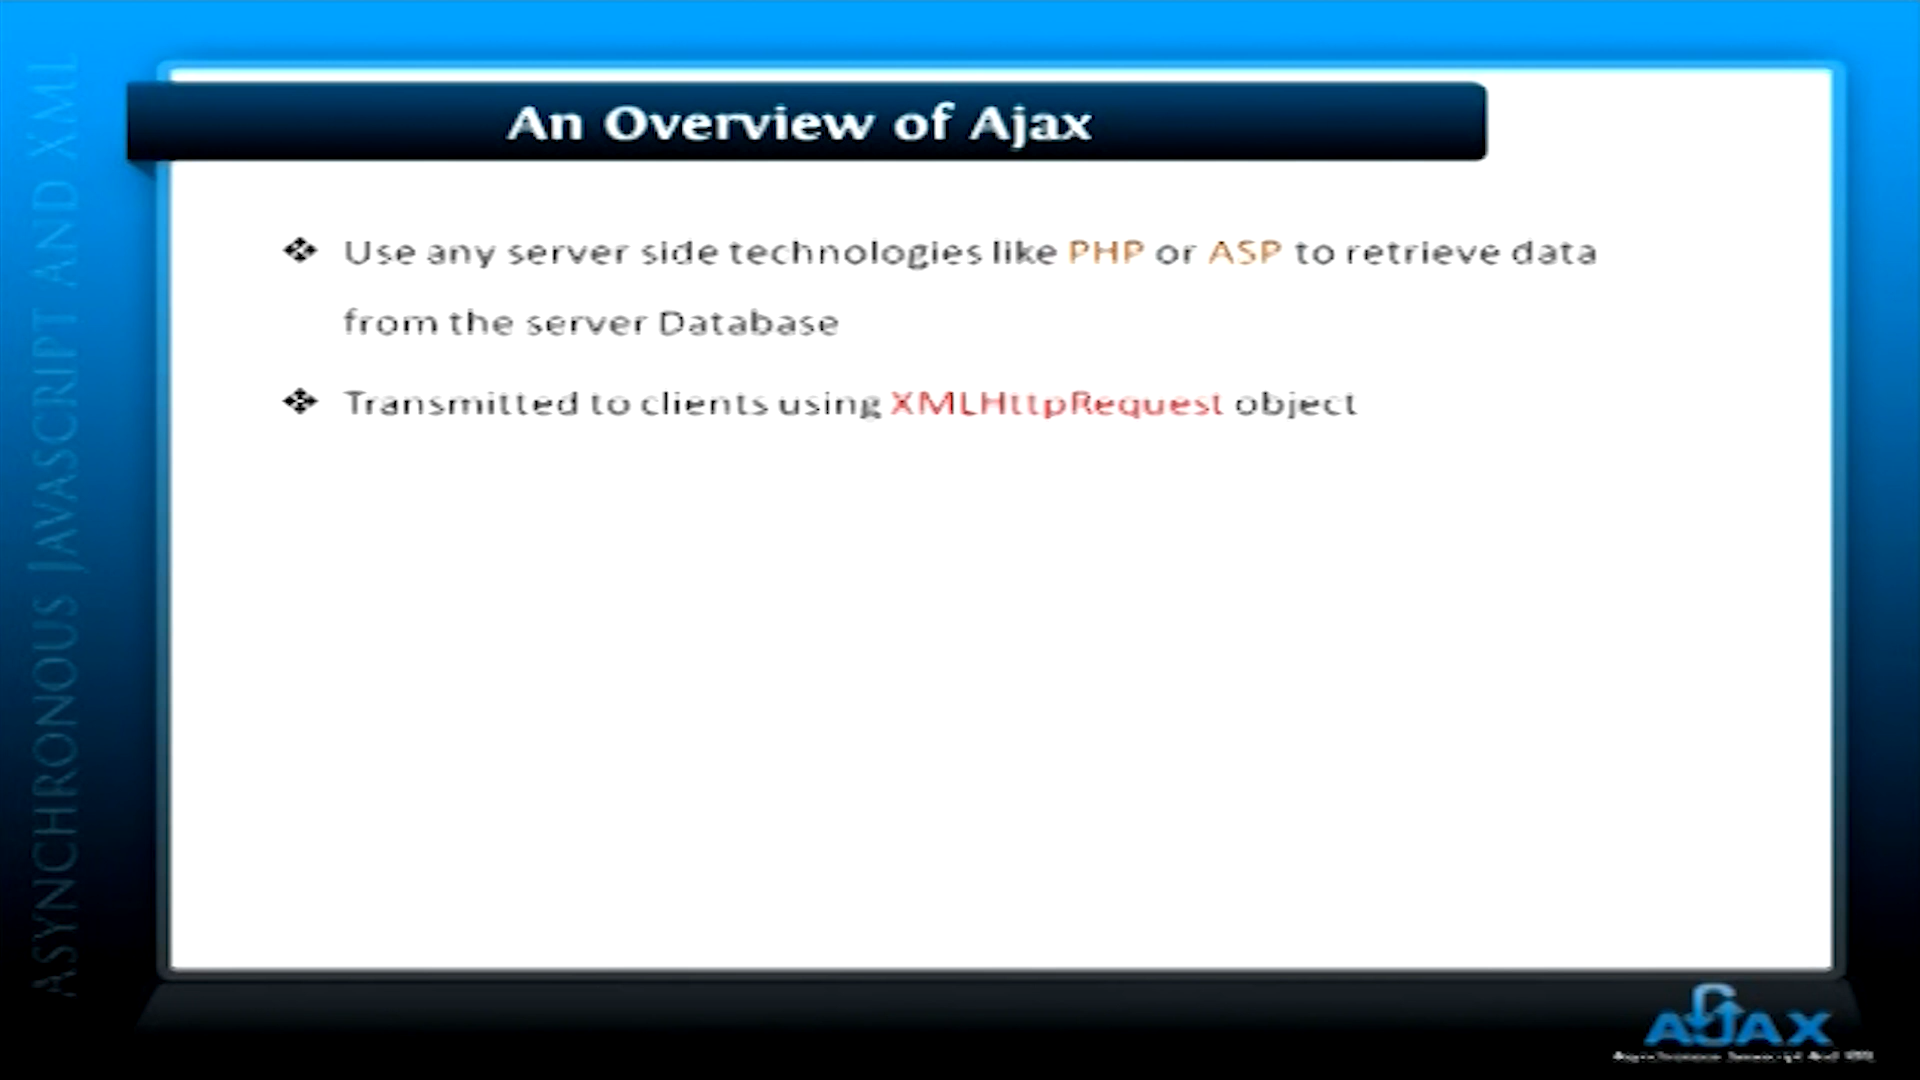 An Overview of Ajax
Use any server side technologies like PHP or ASP to retrieve data
from the server Database
Transmitted to clients using XMLHttpRequest object
ASYNCHRONOUS JAVASCRIPT AND XML
AJAX